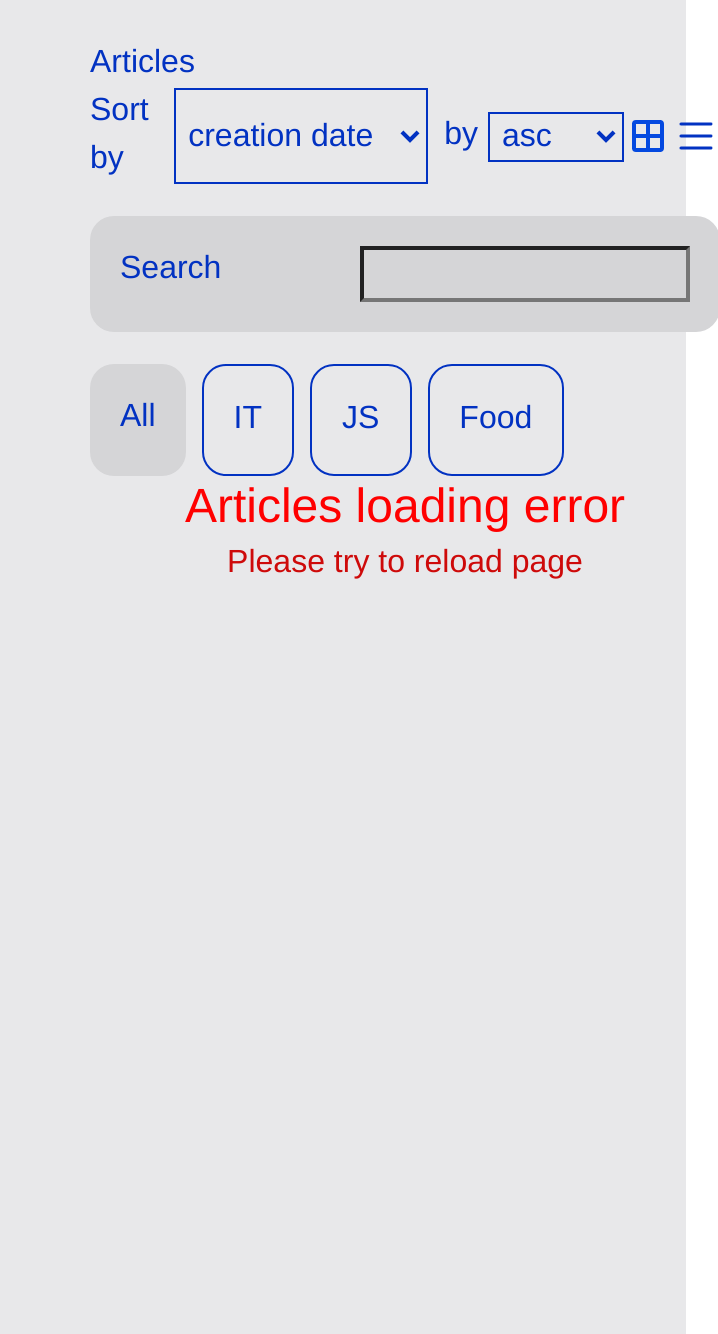 Articles
Sort by creation date by asc
Search
All IT JS Food
Articles loading error
Please try to reload page